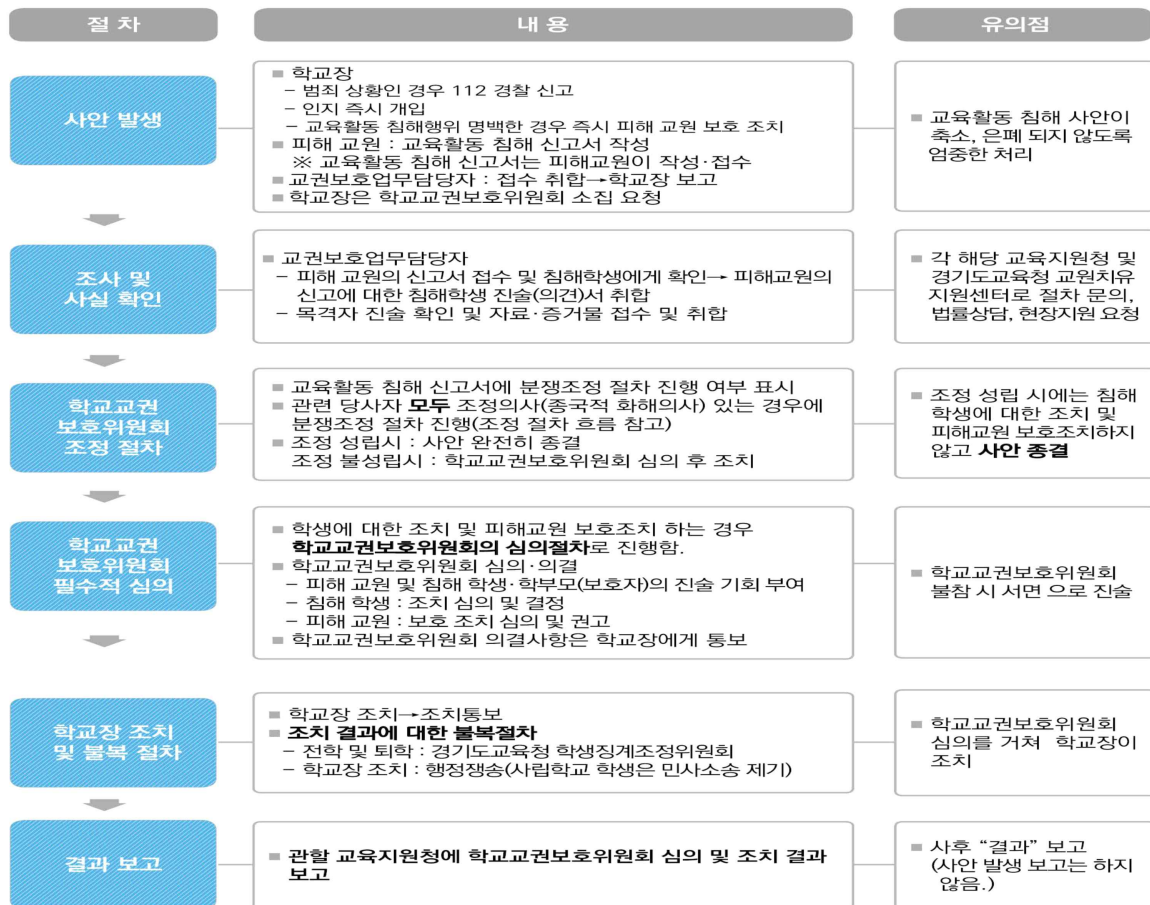 절 차
내 용
유의점
사안 발생
■ 학교장
– 범죄 상황인 경우 112 경찰 신고
– 인지 즉시 개입
– 교육활동 침해행위 명백한 경우 즉시 피해 교원 보호 조치
■ 피해 교원 : 교육활동 침해 신고서 작성
※ 교육활동 침해 신고서는 피해교원이 작성·접수
■ 교권보호업무담당자 : 접수 취합→학교장 보고
■ 학교장은 학교교권보호위원회 소집 요청
■ 교육활동 침해 사안이
축소, 은폐 되지 않도록
엄중한 처리
조사 및
사실 확인
■ 교권보호업무담당자
– 피해 교원의 신고서 접수 및 침해학생에게 확인→ 피해교원의
신고에 대한 침해학생 진술(의견)서 취합
– 목격자 진술 확인 및 자료·증거물 접수 및 취합
■ 각 해당 교육지원청 및
경기도교육청 교원치유
지원센터로 절차 문의,
법률상담, 현장지원 요청
학교교권
보호위원회
조정 절차
■ 교육활동 침해 신고서에 분쟁조정 절차 진행 여부 표시
■ 관련 당사자 모두 조정의사(종국적 화해의사) 있는 경우에
분쟁조정 절차 진행(조정 절차 흐름 참고)
■ 조정 성립시 : 사안 완전히 종결
조정 불성립시 : 학교교권보호위원회 심의 후 조치
■ 조정 성립 시에는 침해
학생에 대한 조치 및
피해교원 보호조치하지
않고 사안 종결
학교교권
보호위원회
필수적 심의
■ 학생에 대한 조치 및 피해교원 보호조치 하는 경우
학교교권보호위원회의 심의절차로 진행함.
■ 학교교권보호위원회 심의·의결
– 피해 교원 및 침해 학생·학부모(보호자)의 진술 기회 부여
– 침해 학생 : 조치 심의 및 결정
– 피해 교원 : 보호 조치 심의 및 권고
■ 학교교권보호위원회 의결사항은 학교장에게 통보
■ 학교교권보호위원회
불참 시 서면 으로 진술
학교장 조치
및 불복 절차
■ 학교장 조치→조치통보
■ 조치 결과에 대한 불복절차
– 전학 및 퇴학 : 경기도교육청 학생징계조정위원회
– 학교장 조치 : 행정쟁송(사립학교 학생은 민사소송 제기)
■ 학교교권보호위원회
심의를 거쳐 학교장이
조치
결과 보고
■ 관할 교육지원청에 학교교권보호위원회 심의 및 조치 결과
보고
■ 사후 “결과” 보고
(사안 발생 보고는 하지
않음.)